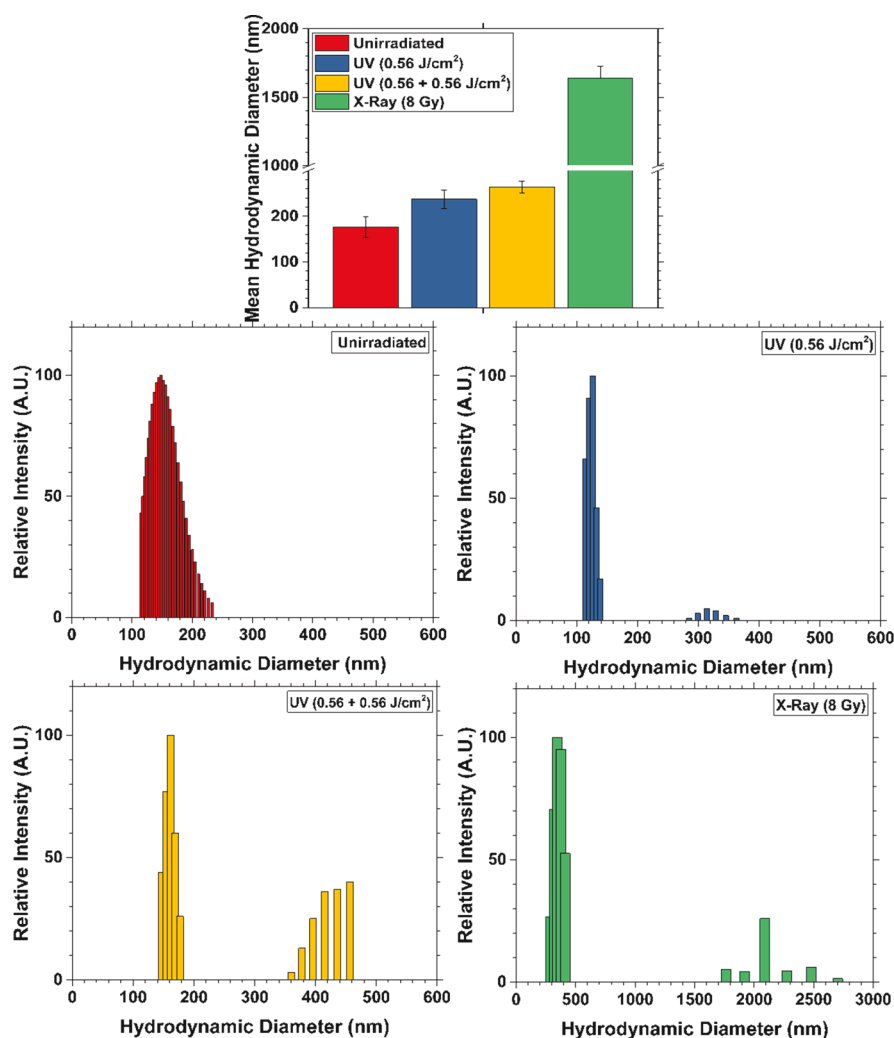 Mean Hydrodynamic Diameter (nm)
2000
1500
1000
200
100
0
Unirradiated
UV (0.56 J/cm²)
UV (0.56 + 0.56 J/cm²)
X-Ray (8 Gy)
Unirradiated
Relative Intensity (A.U.)
100
50
0
0 100 200 300 400 500 600
Hydrodynamic Diameter (nm)
UV (0.56 J/cm²)
Relative Intensity (A.U.)
100
50
0
0 100 200 300 400 500 600
Hydrodynamic Diameter (nm)
UV (0.56 + 0.56 J/cm²)
Relative Intensity (A.U.)
100
50
0
0 100 200 300 400 500 600
Hydrodynamic Diameter (nm)
X-Ray (8 Gy)
Relative Intensity (A.U.)
100
50
0
0 500 1000 1500 2000 2500 3000
Hydrodynamic Diameter (nm)